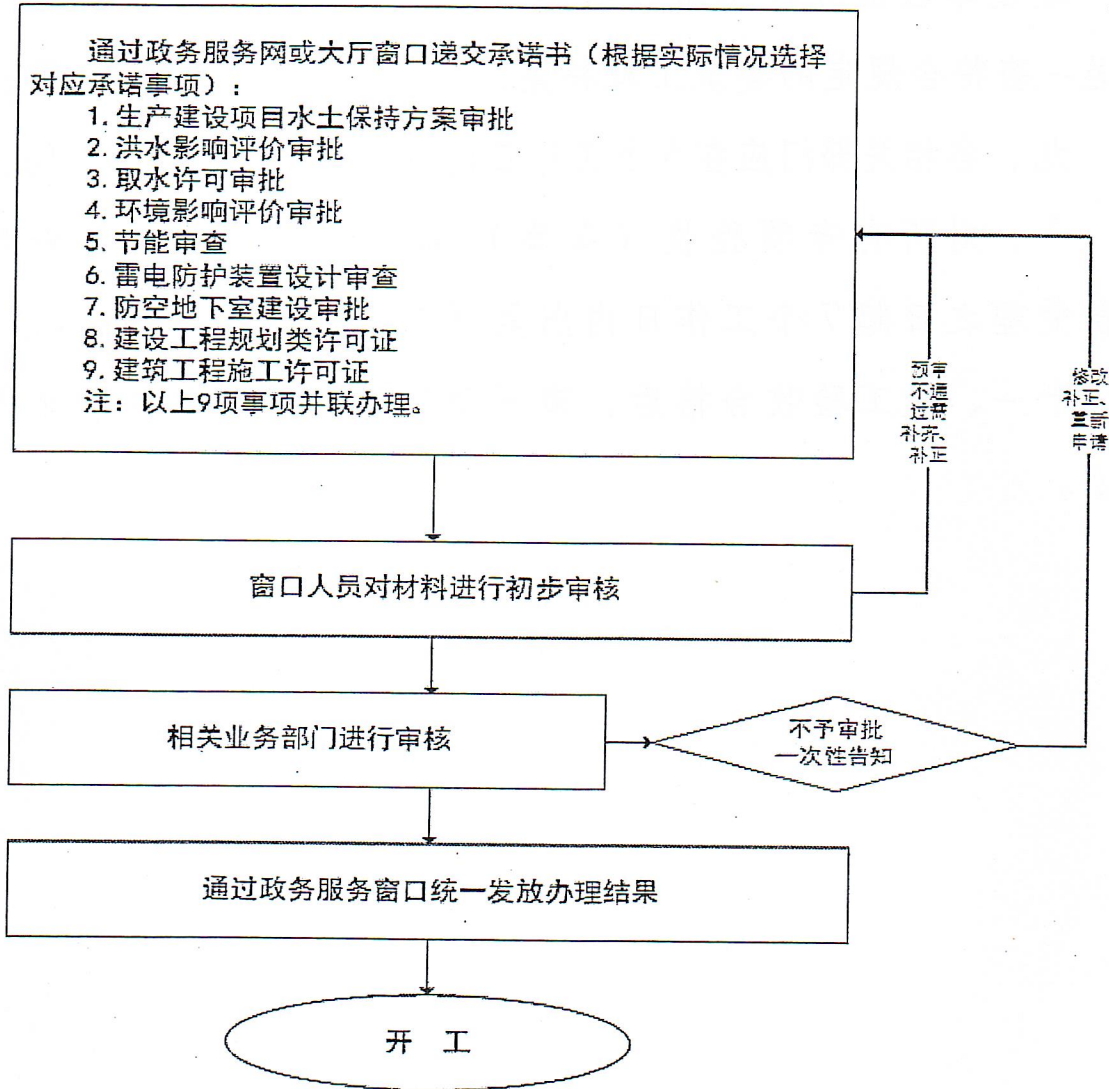 通过政务服务网或大厅窗口递交承诺书（根据实际情况选择
对应承诺事项）：
1. 生产建设项目水土保持方案审批
2. 洪水影响评价审批
3. 取水许可审批
4. 环境影响评价审批
5. 节能审查
6. 雷电防护装置设计审查
7. 防空地下室建设审批
8. 建设工程规划类许可证
9. 建筑工程施工许可证
注：以上9项事项并联办理。
预审
不通
过需
补充、
补正
修改
补正、
重新
申请
窗口人员对材料进行初步审核
相关业务部门进行审核
不予审批
一次性告知
通过政务服务窗口统一发放办理结果
开 工